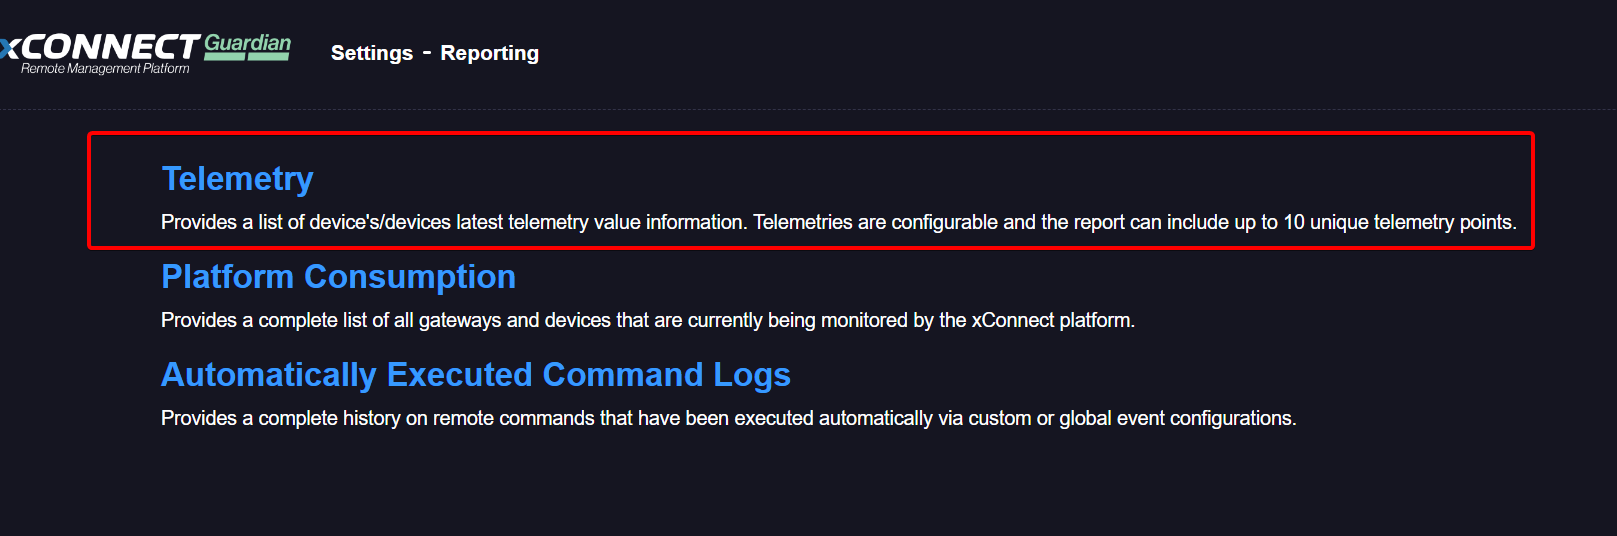 xCONNECT Guardian
Remote Management Platform
Settings - Reporting
Telemetry
Provides a list of device's/devices latest telemetry value information. Telemetries are configurable and the report can include up to 10 unique telemetry points.
Platform Consumption
Provides a complete list of all gateways and devices that are currently being monitored by the xConnect platform.
Automatically Executed Command Logs
Provides a complete history on remote commands that have been executed automatically via custom or global event configurations.